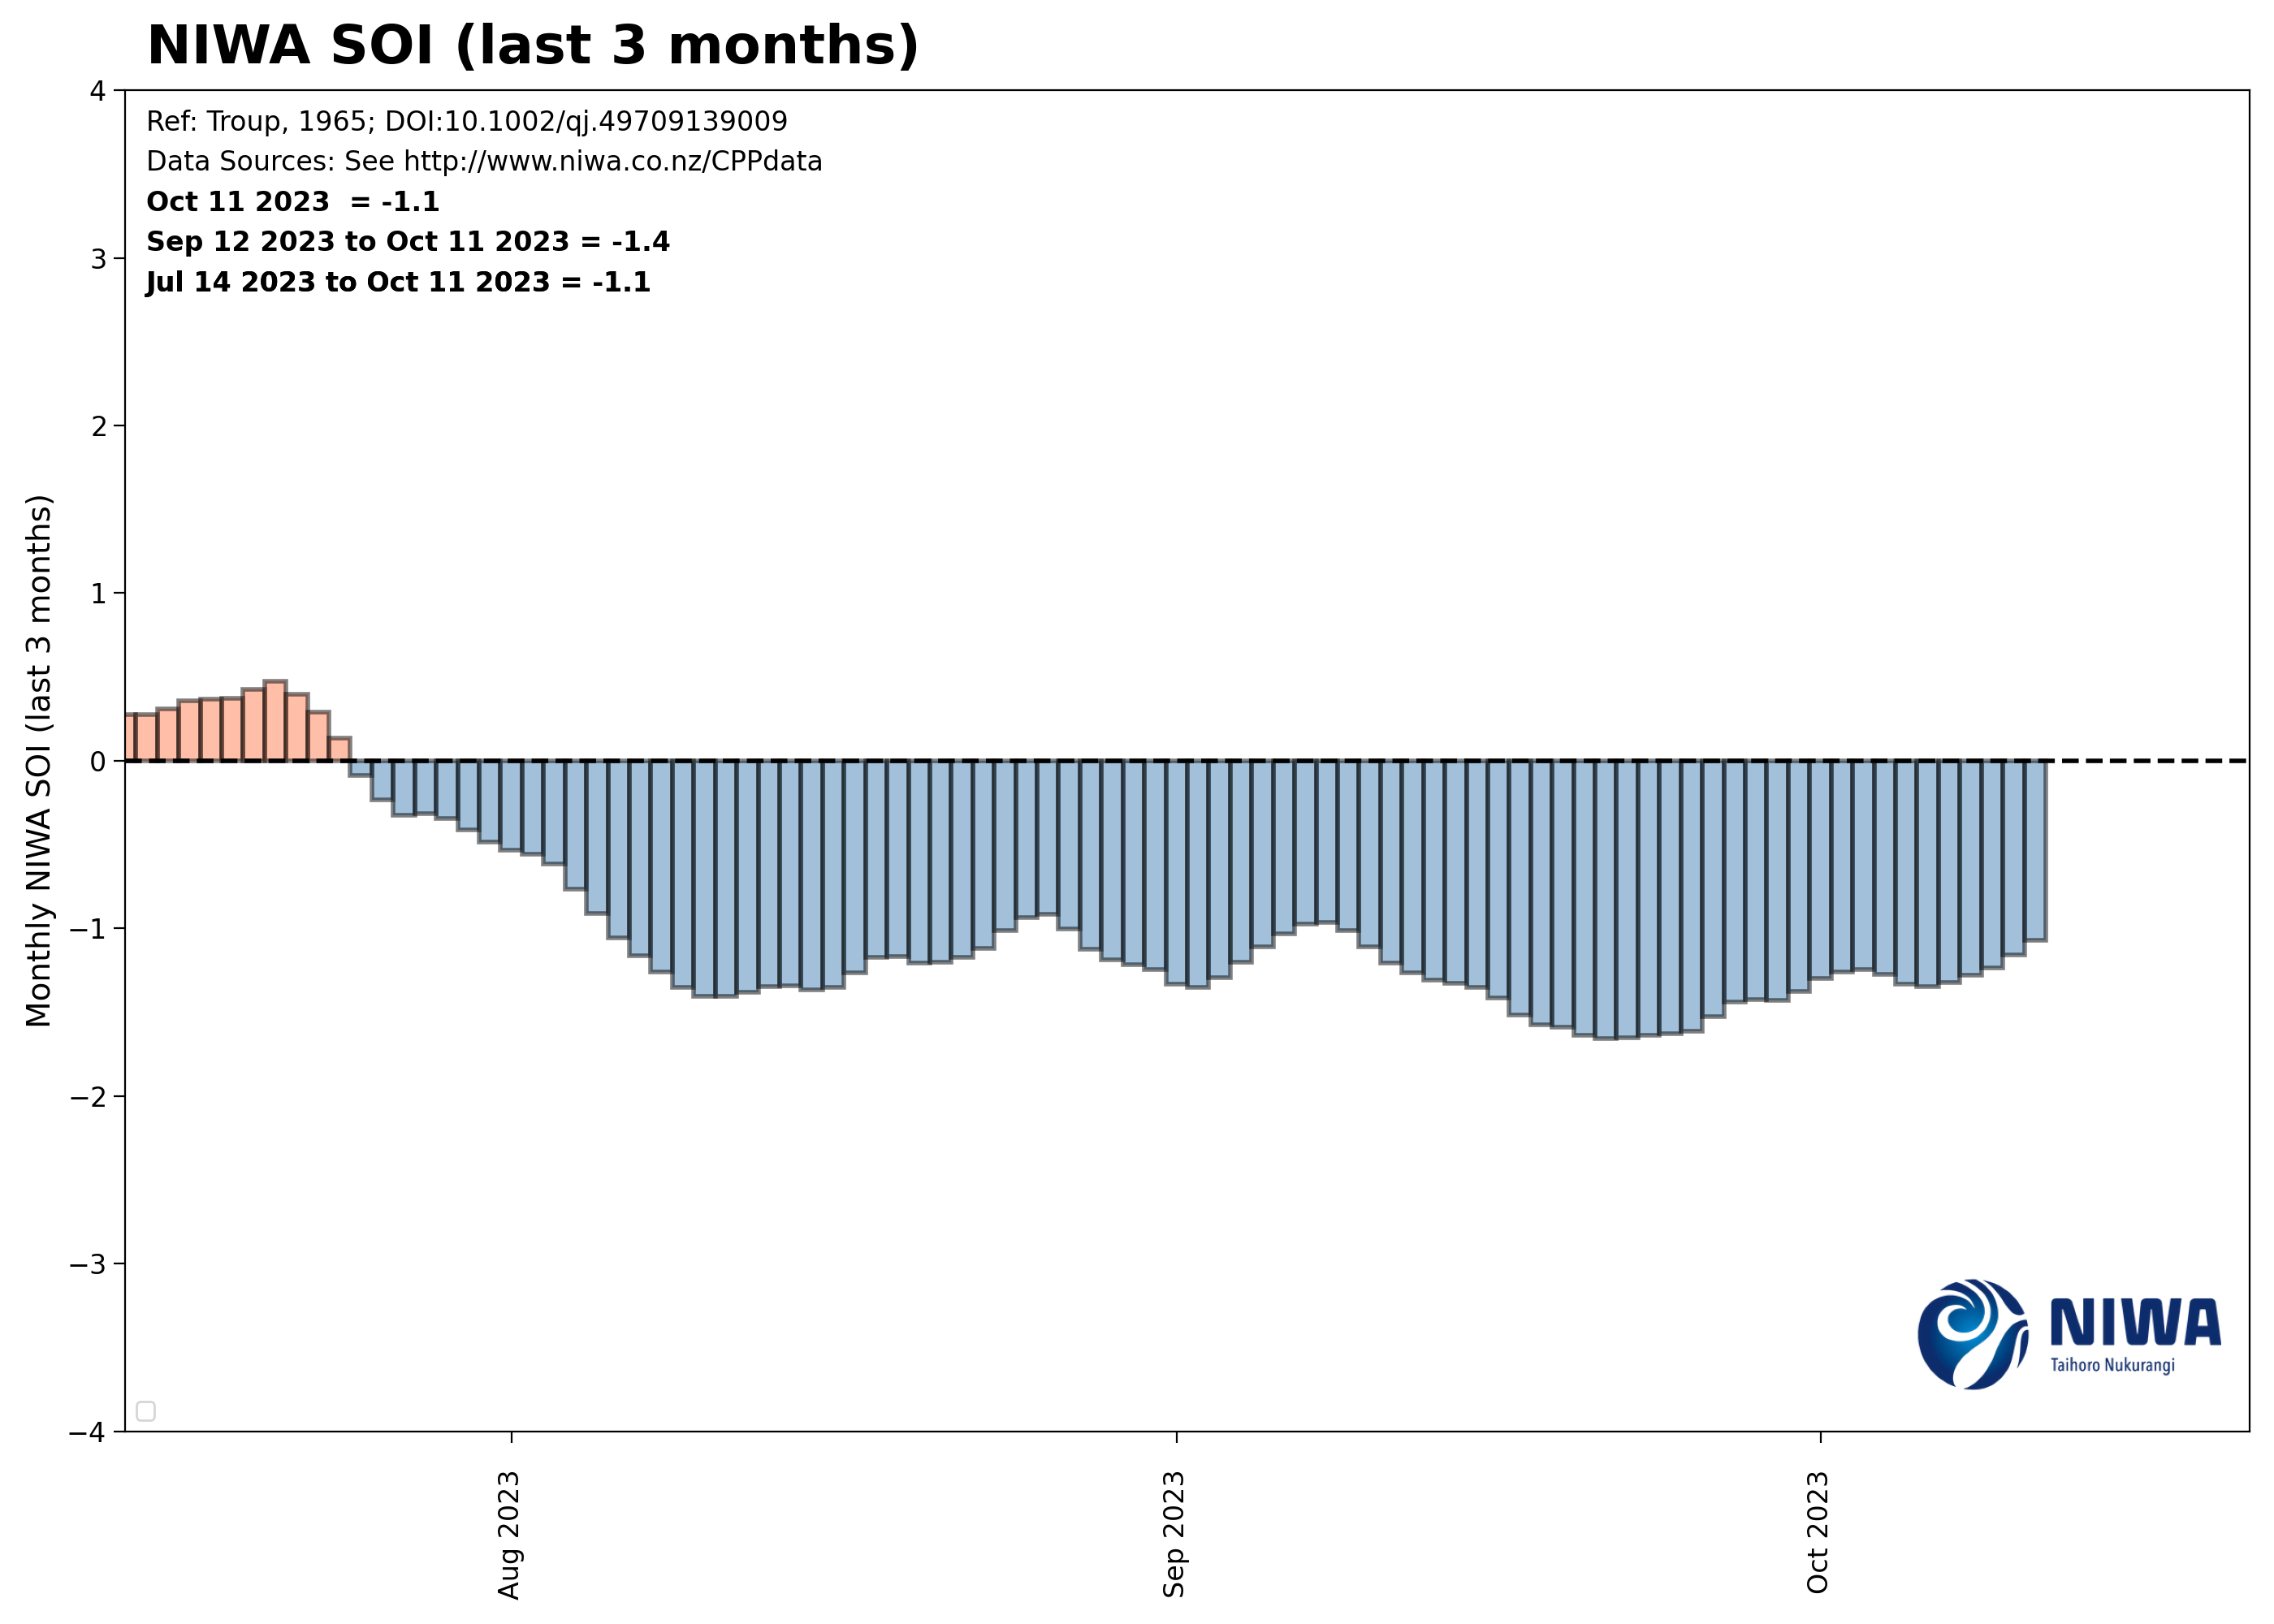 NIWA SOI (last 3 months)
Ref: Troup, 1965; DOI:10.1002/qj.49709139009
Data Sources: See http://www.niwa.co.nz/CPPdata
Oct 11 2023  = -1.1
Sep 12 2023 to Oct 11 2023 = -1.4
Jul 14 2023 to Oct 11 2023 = -1.1
Monthly NIWA SOI (last 3 months)
4
3
2
1
0
−1
−2
−3
−4
NIWA
Taihoro Nukurangi
Aug 2023
Sep 2023
Oct 2023